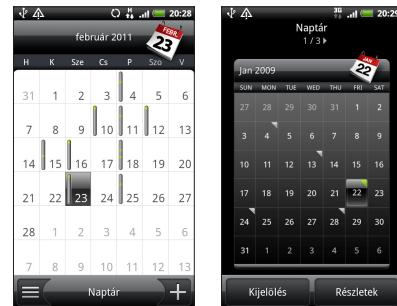 20:28
február 2011
FEBR.
23
H K Sze Cs P Szo V
31 1 2 3 4 5 6
7 8 9 10 11 12 13
14 15 16 17 18 19 20
21 22 23 24 25 26 27
28 1 2 3 4 5 6
7 8 9 10 11 12 13
Naptár
3G 20:29
Naptár
1 / 3
Jan 2009
JAN
22
SUN MON TUE WED THU FRI SAT
27 28 29 30 31 1 2
3 4 5 6 7 8 9
10 11 12 13 14 15 16
17 18 19 20 21 22 23
24 25 26 27 28 29 30
31 1 2 3 4 5 6
Kijelölés Részletek